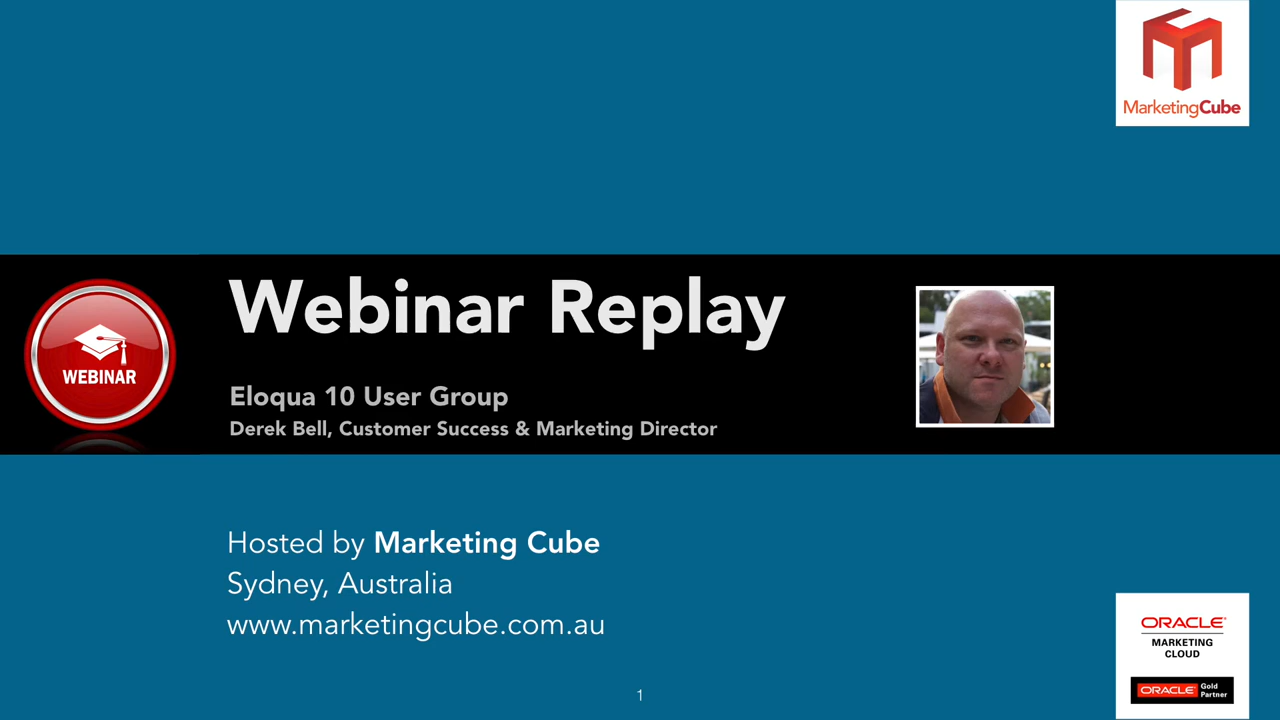 MarketingCube
Webinar Replay
WEBINAR
Eloqua 10 User Group
Derek Bell, Customer Success & Marketing Director
Hosted by Marketing Cube
Sydney, Australia
www.marketingcube.com.au
ORACLE®
MARKETING
CLOUD
ORACLE Gold
Partner
1